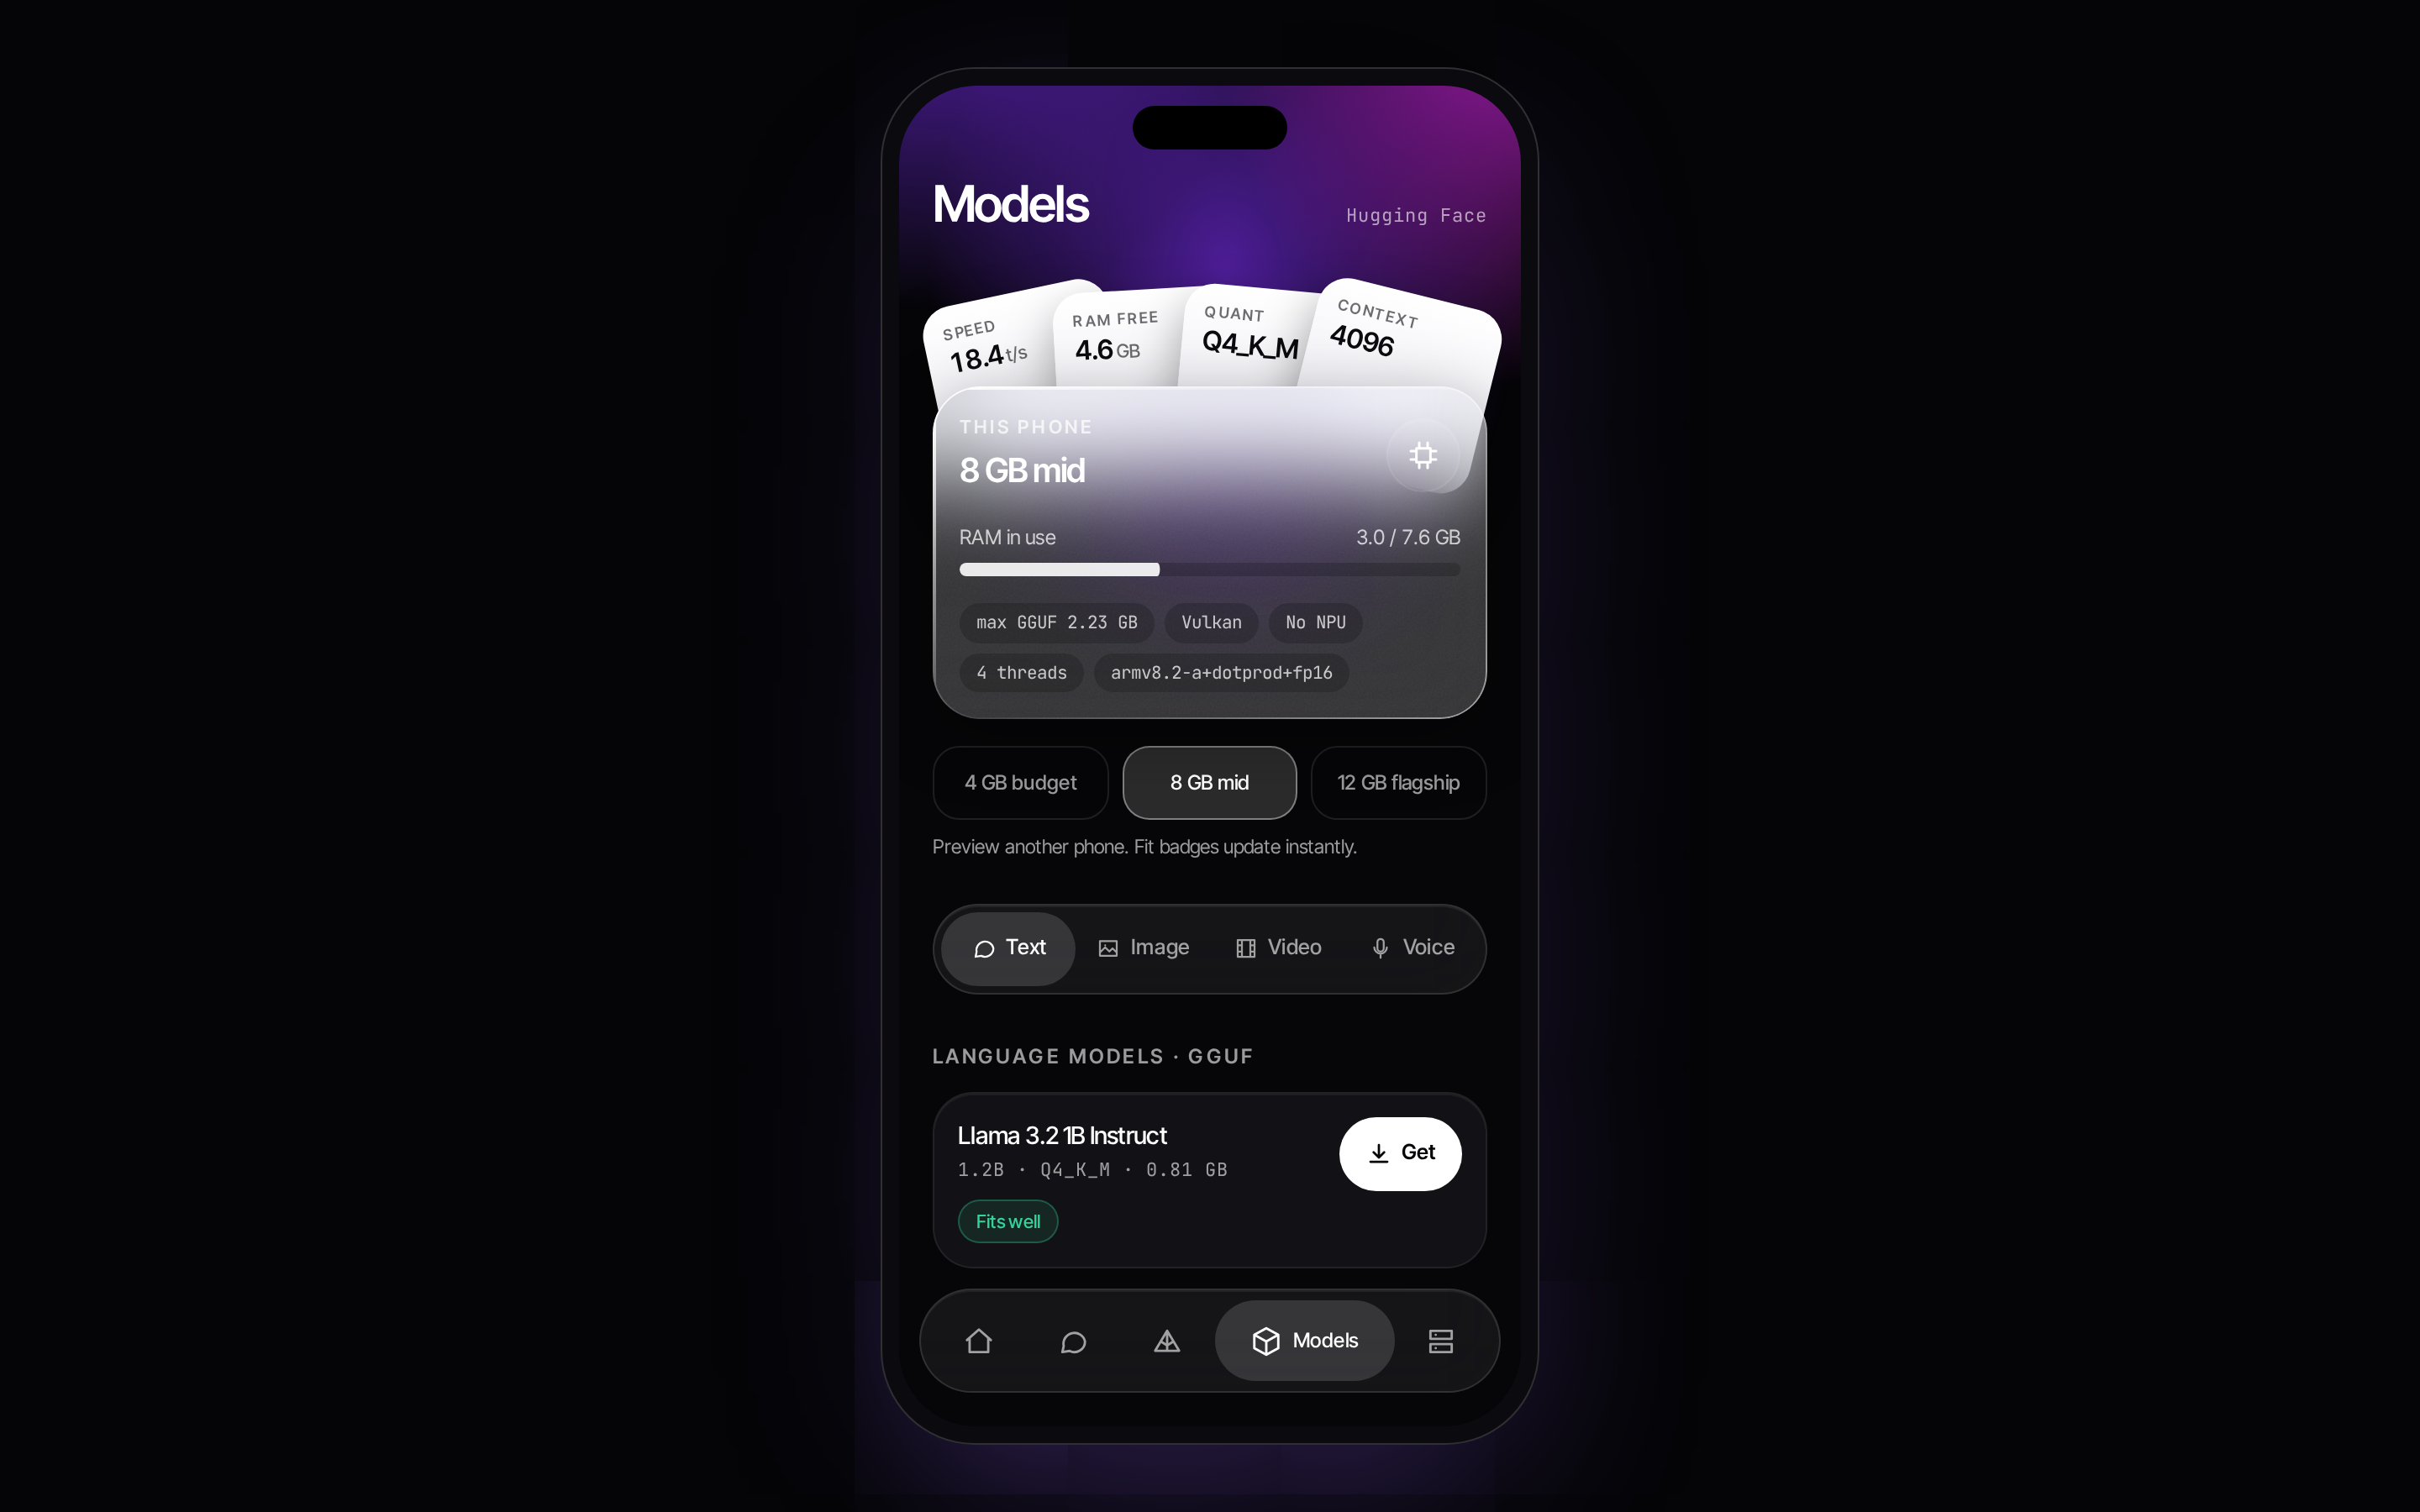 Models
Hugging Face
SPEED
18.4 t/s
RAM FREE
4.6 GB
QUANT
Q4_K_M
CONTEXT
4096
THIS PHONE
8 GB mid
RAM in use
3.0 / 7.6 GB
max GGUF 2.23 GB
Vulkan
No NPU
4 threads
armv8.2-a+dotprod+fp16
4 GB budget
8 GB mid
12 GB flagship
Preview another phone. Fit badges update instantly.
Text
Image
Video
Voice
LANGUAGE MODELS · GGUF
Llama 3.2 1B Instruct
1.2B · Q4_K_M · 0.81 GB
Get
Fits well
Models